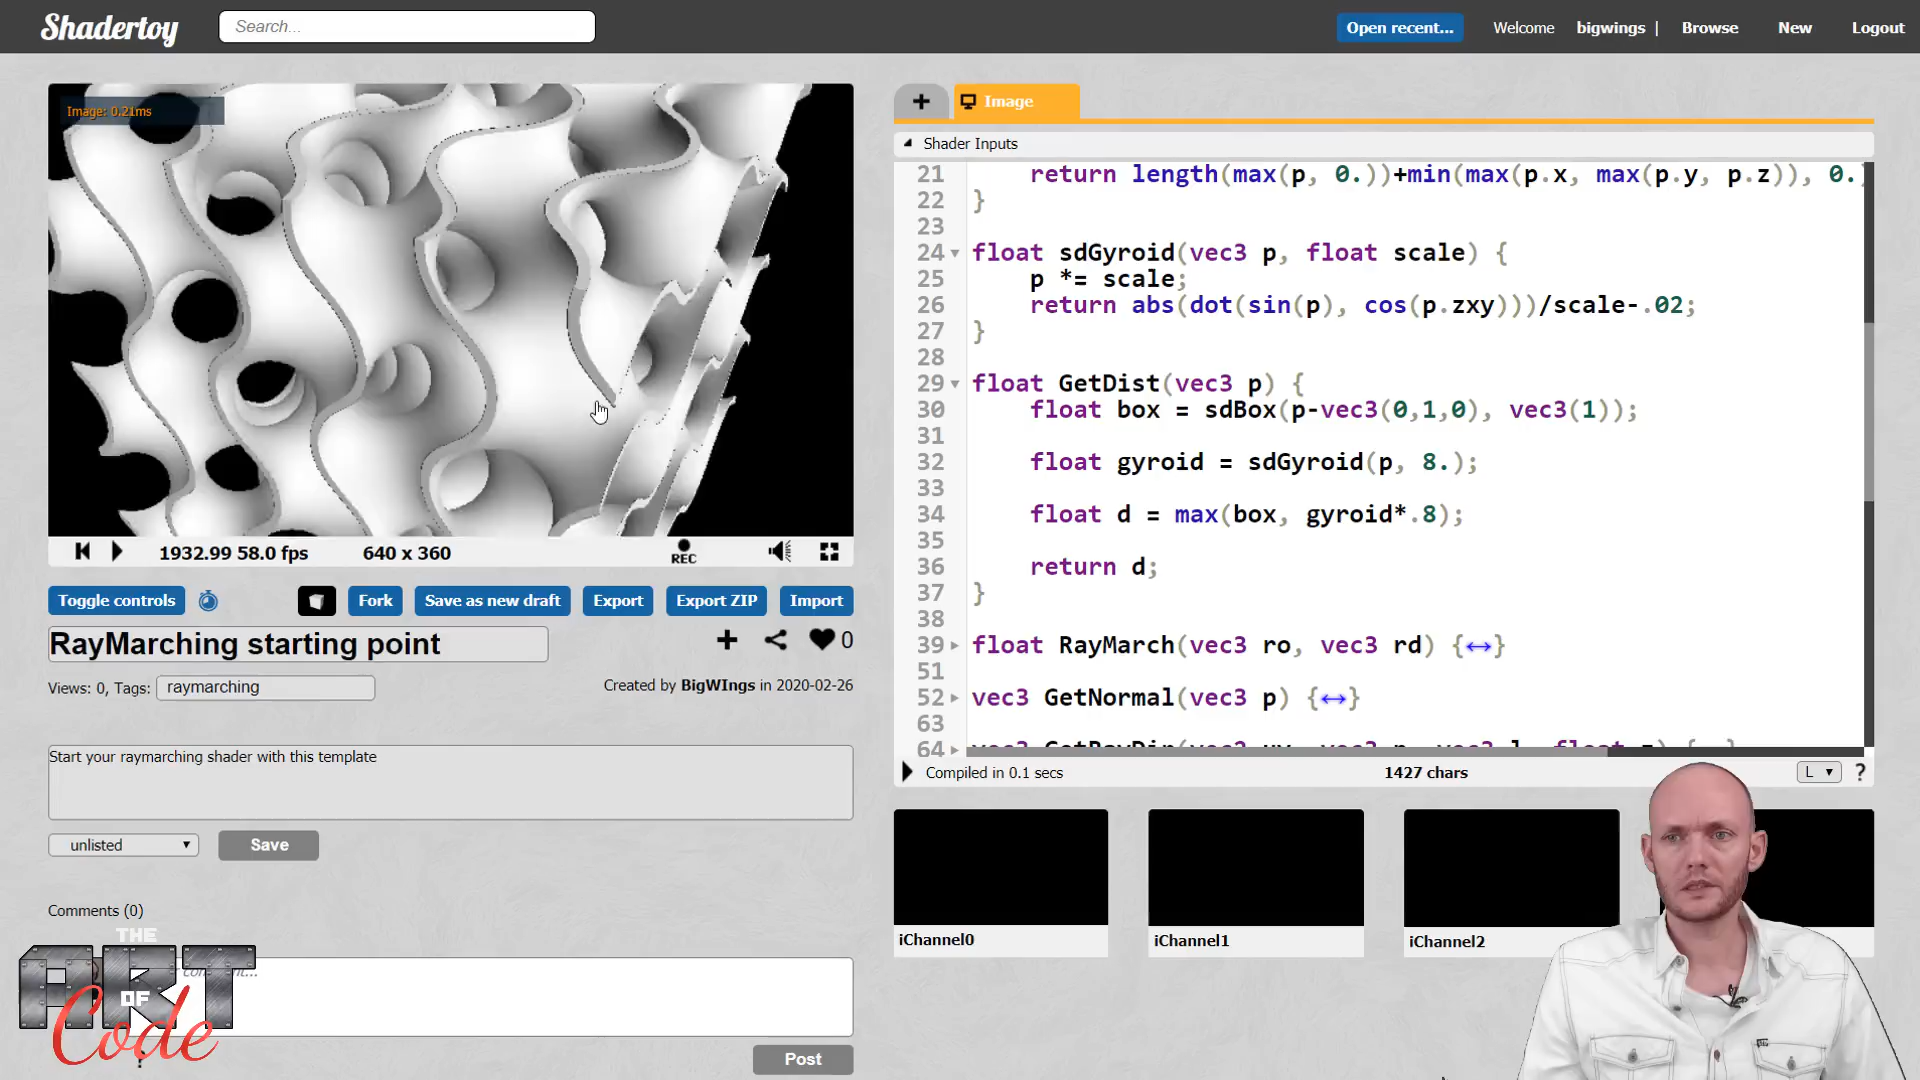 Shadertoy
Search...
Open recent...
Welcome bigwings |
Browse
New
Logout
Image: 0.21ms
+
Image
Shader Inputs
21 return length(max(p, 0.))+min(max(p.x, max(p.y, p.z)), 0.
22 }
23
24 float sdGyroid(vec3 p, float scale) {
25 p *= scale;
26 return abs(dot(sin(p), cos(p.zxy)))/scale-.02;
27 }
28
29 float GetDist(vec3 p) {
30 float box = sdBox(p-vec3(0,1,0), vec3(1));
31
32 float gyroid = sdGyroid(p, 8.);
33
34 float d = max(box, gyroid*.8);
35
36 return d;
37 }
38
39 float RayMarch(vec3 ro, vec3 rd) {↔}
51
52 vec3 GetNormal(vec3 p) {↔}
63
64
Compiled in 0.1 secs
1427 chars
L
?
1932.99 58.0 fps
640 x 360
REC
Toggle controls
Fork
Save as new draft
Export
Export ZIP
Import
RayMarching starting point
0
Views: 0, Tags: raymarching
Created by BigWIngs in 2020-02-26
Start your raymarching shader with this template
unlisted
Save
Comments (0)
THE
ART
OF
Code
Post
iChannel0
iChannel1
iChannel2